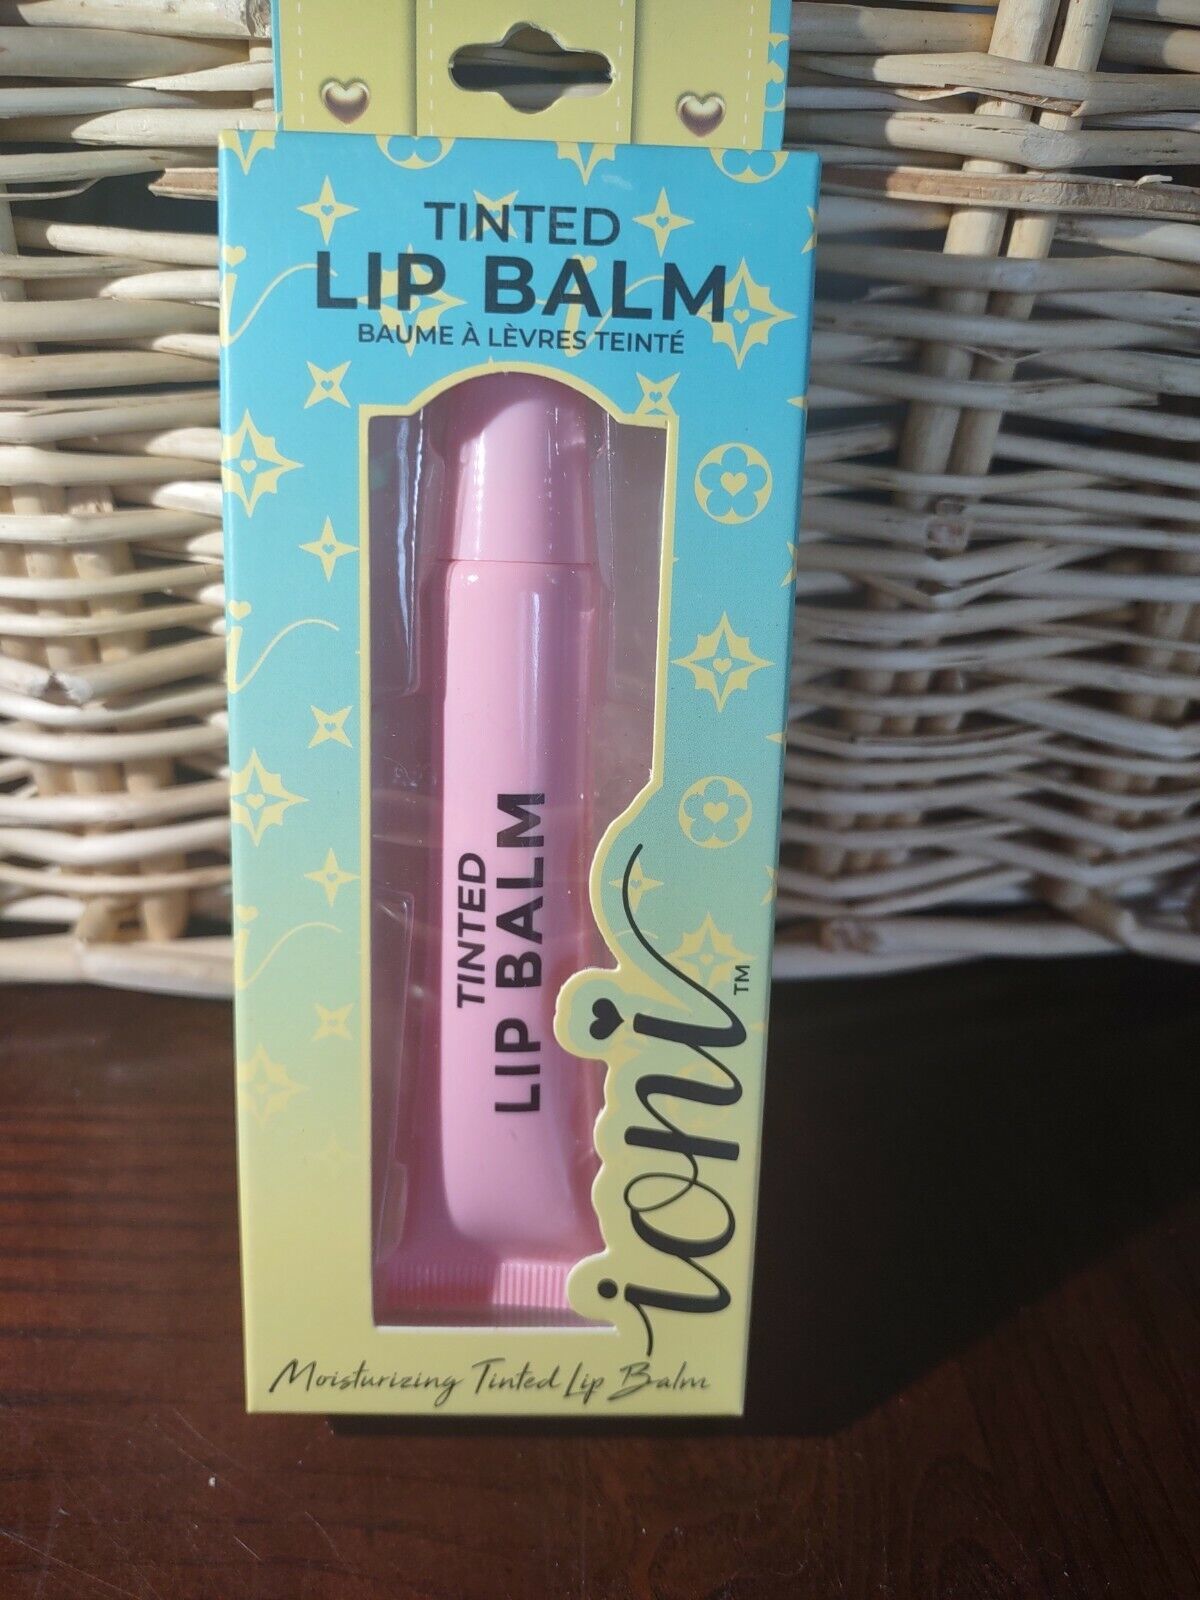 TINTED
LIP BALM
BAUME À LÈVRES TEINTÉ
TINTED
LIP BALM
ioni™
Moisturizing Tinted Lip Balm